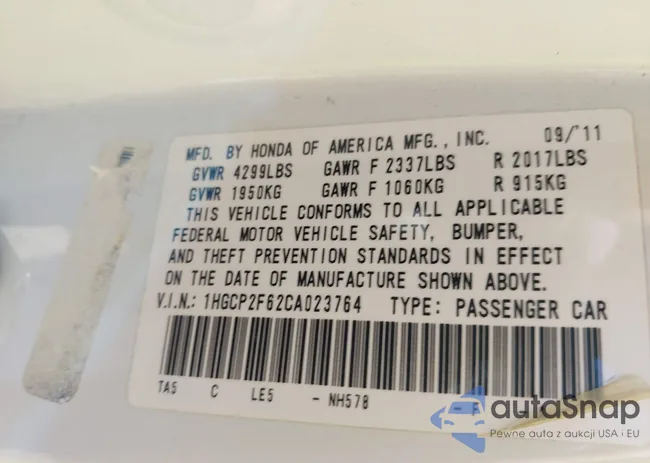 MFD. BY HONDA OF AMERICA MFG., INC. 09/'11
GVWR 4299LBS GAWR F 2337LBS R 2017LBS
GVWR 1950KG GAWR F 1060KG R 915KG
THIS VEHICLE CONFORMS TO ALL APPLICABLE
FEDERAL MOTOR VEHICLE SAFETY, BUMPER,
AND THEFT PREVENTION STANDARDS IN EFFECT
ON THE DATE OF MANUFACTURE SHOWN ABOVE.
V.I.N.: 1HGCP2F62CA023764 TYPE: PASSENGER CAR
TA5 C LE5 - NH578
autaSnap
Pewne auta z aukcji USA i EU